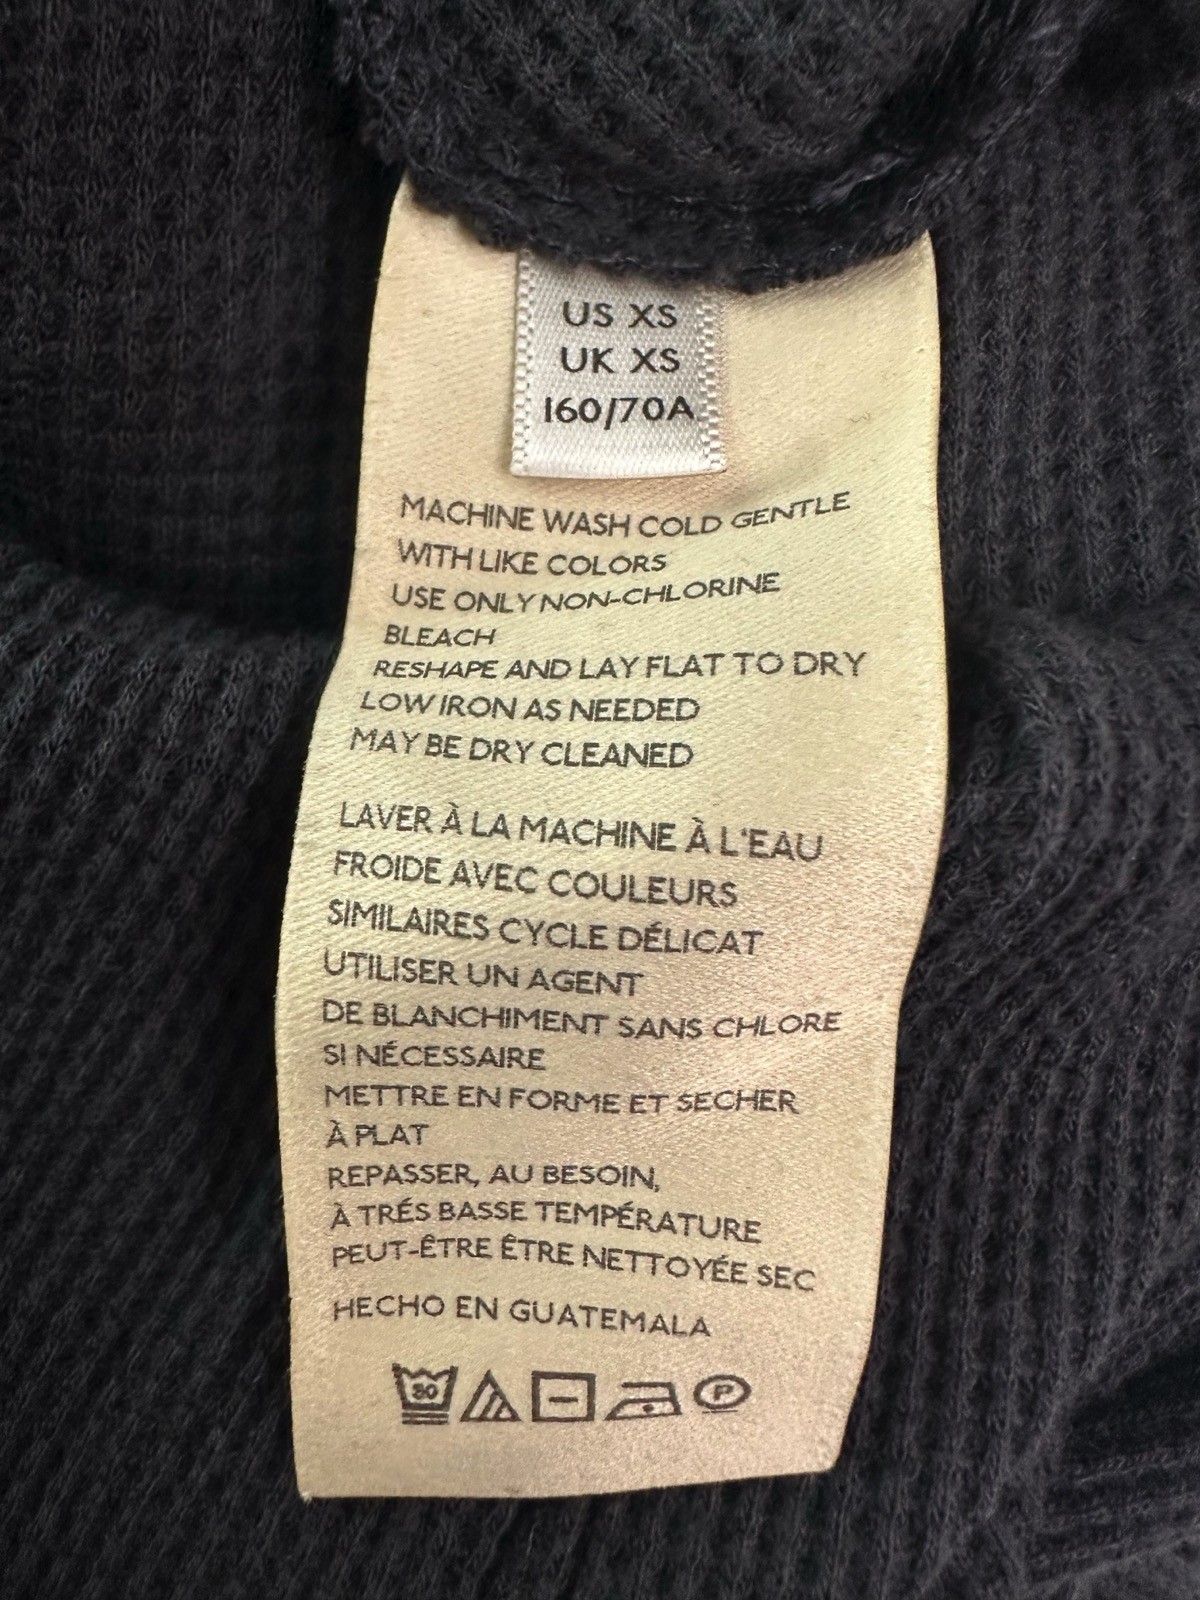 US XS
UK XS
160/70A
MACHINE WASH COLD GENTLE
WITH LIKE COLORS
USE ONLY NON-CHLORINE
BLEACH
RESHAPE AND LAY FLAT TO DRY
LOW IRON AS NEEDED
MAY BE DRY CLEANED
LAVER À LA MACHINE À L'EAU
FROIDE AVEC COULEURS
SIMILAIRES CYCLE DÉLICAT
UTILISER UN AGENT
DE BLANCHIMENT SANS CHLORE
SI NÉCESSAIRE
METTRE EN FORME ET SECHER
À PLAT
REPASSER, AU BESOIN,
À TRÉS BASSE TEMPÉRATURE
PEUT-ÊTRE ÊTRE NETTOYÉE SEC
HECHO EN GUATEMALA
30 P